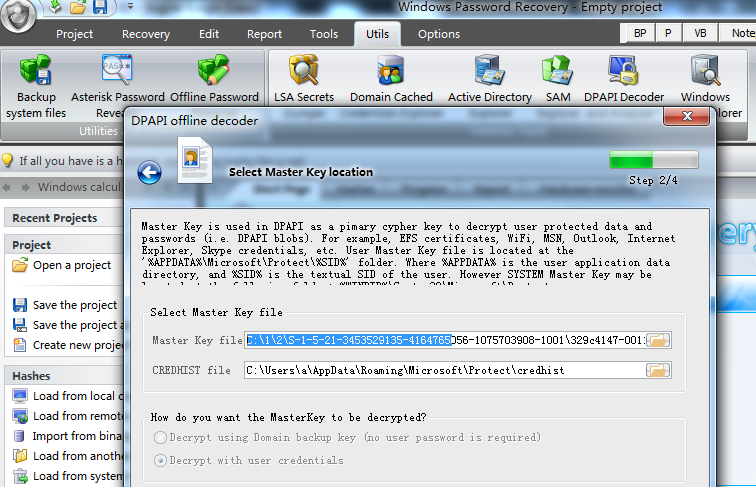 Windows Password Recovery - Empty project
Project Recovery Edit Report Tools Utils Options
BP P VB Note
Backup system files
Asterisk Password
Offline Password
LSA Secrets
Domain Cached
Active Directory
SAM
DPAPI Decoder
Windows
Utilities
If all you have is a h
Windows calcul.
Recent Projects
Project
Open a project
Save the project
Save the project a
Create new proje
Hashes
Load from local c
Load from remote
Import from binar
Load from anothe
Load from system
DPAPI offline decoder
Select Master Key location
Step 2/4
Master Key is used in DPAPI as a pimary cypher key to decrypt user protected data and
passwords (i.e. DPAPI blobs). For example, EFS certificates, WiFi, MSN, Outlook, Internet
Explorer, Skype credentials, etc. User Master Key file is located at the
'%APPDATA%\Microsoft\Protect\%SID%' folder. Where %APPDATA% is the user application data
directory, and %SID% is the textual SID of the user. However SYSTEM Master Key may be
Select Master Key file
Master Key file C:\1\2\S-1-5-21-3453529135-4164765D56-1075703908-1001\329c4147-001:
CREDHIST file C:\Users\a\AppData\Roaming\Microsoft\Protect\credhist
How do you want the MasterKey to be decrypted?
Decrypt using Domain backup key (no user password is required)
Decrypt with user credentials